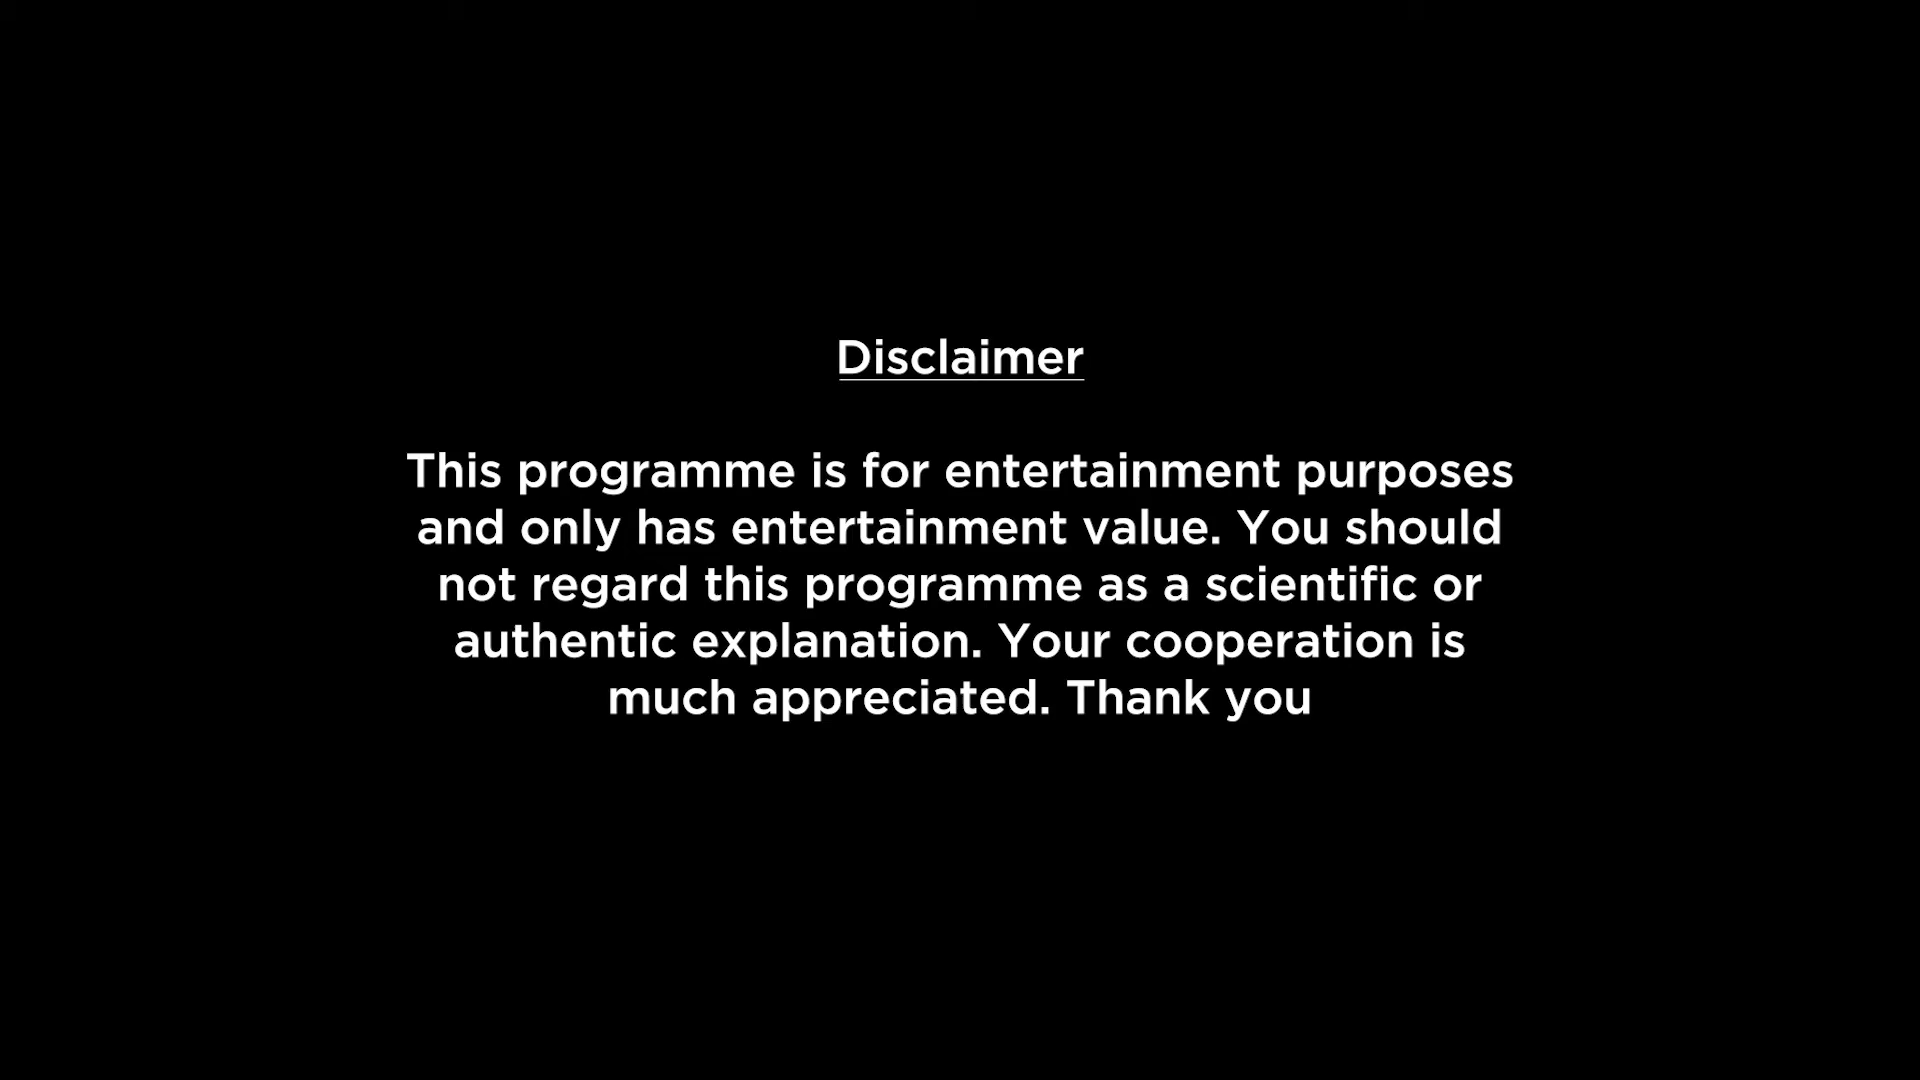 Disclaimer
This programme is for entertainment purposes
and only has entertainment value. You should
not regard this programme as a scientific or
authentic explanation. Your cooperation is
much appreciated. Thank you